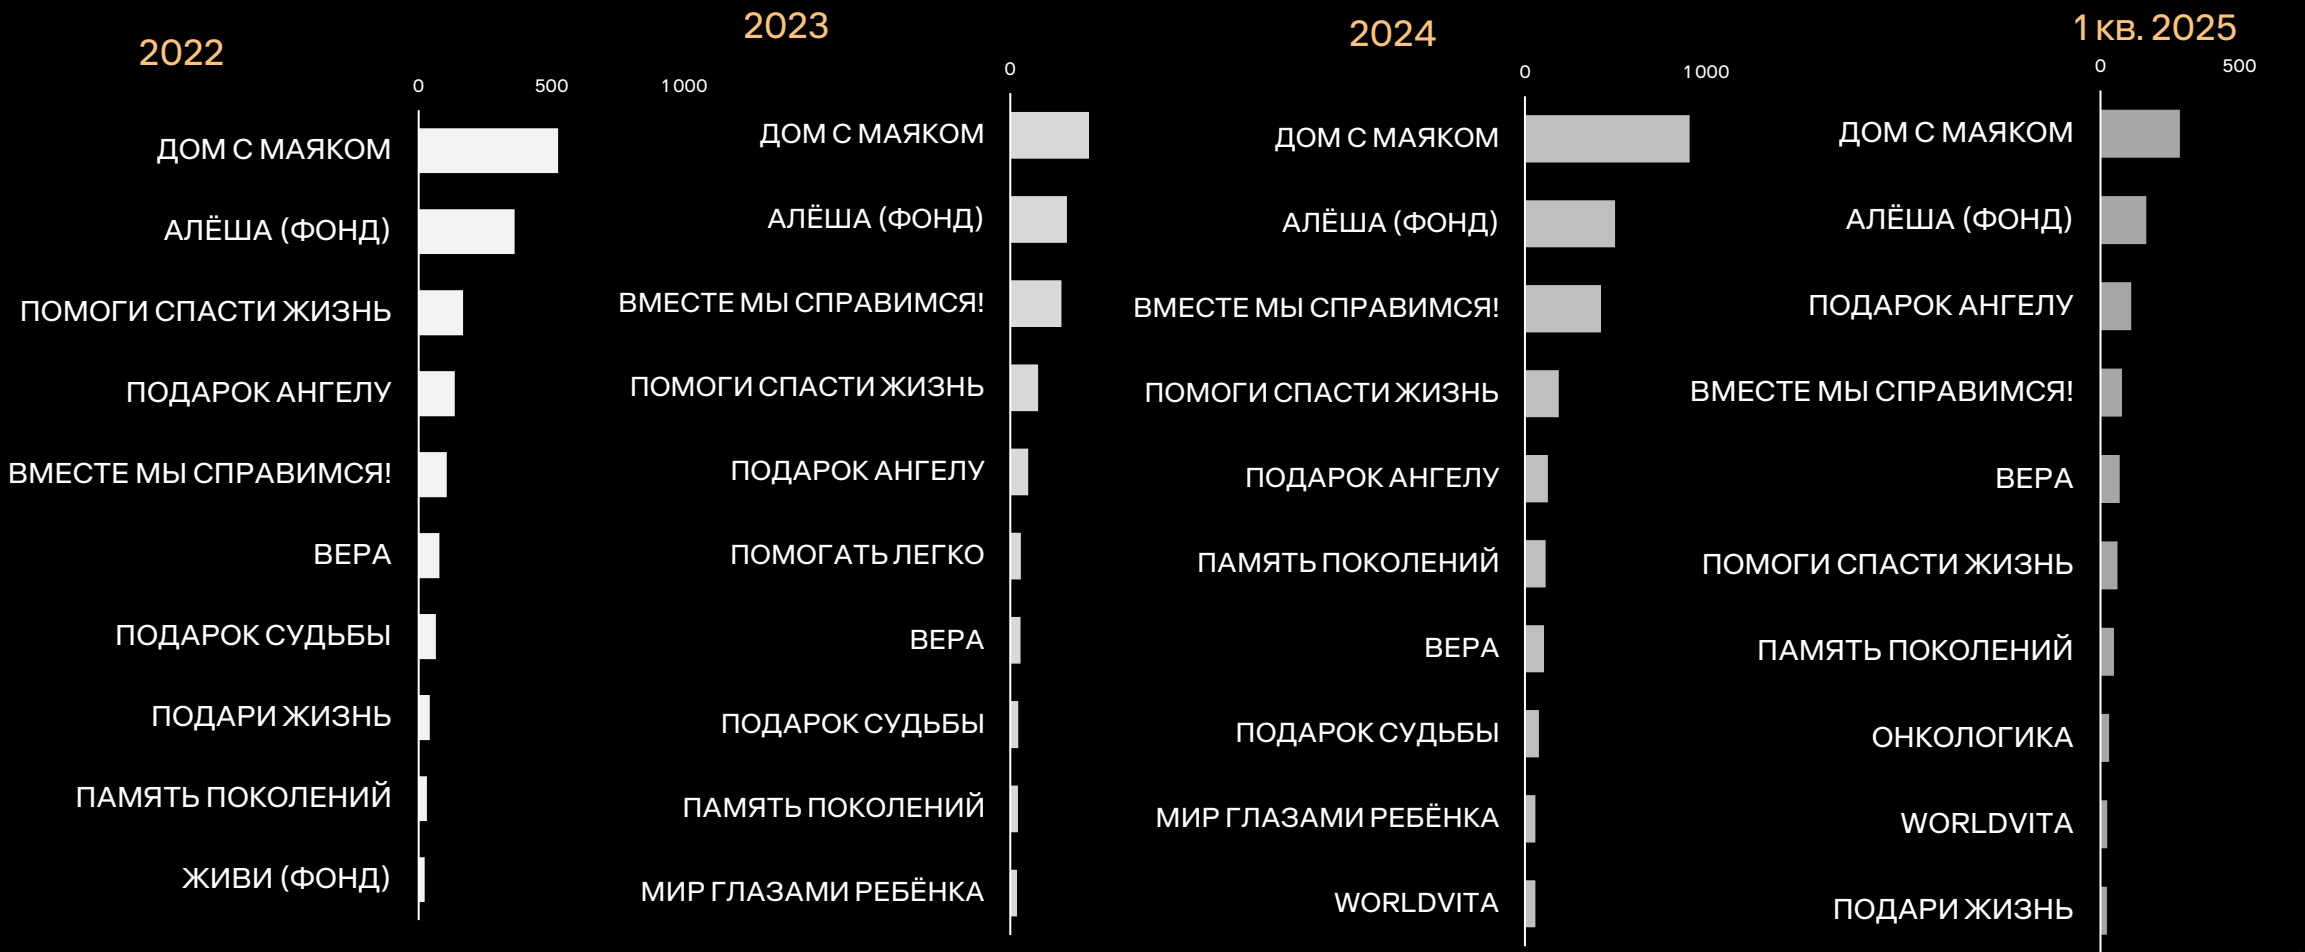 2022
0 500 1 000
ДОМ С МАЯКОМ
АЛЁША (ФОНД)
ПОМОГИ СПАСТИ ЖИЗНЬ
ПОДАРОК АНГЕЛУ
ВМЕСТЕ МЫ СПРАВИМСЯ!
ВЕРА
ПОДАРОК СУДЬБЫ
ПОДАРИ ЖИЗНЬ
ПАМЯТЬ ПОКОЛЕНИЙ
ЖИВИ (ФОНД)
2023
0
ДОМ С МАЯКОМ
АЛЁША (ФОНД)
ВМЕСТЕ МЫ СПРАВИМСЯ!
ПОМОГИ СПАСТИ ЖИЗНЬ
ПОДАРОК АНГЕЛУ
ПОМОГАТЬ ЛЕГКО
ВЕРА
ПОДАРОК СУДЬБЫ
ПАМЯТЬ ПОКОЛЕНИЙ
МИР ГЛАЗАМИ РЕБЁНКА
2024
0 1 000
ДОМ С МАЯКОМ
АЛЁША (ФОНД)
ВМЕСТЕ МЫ СПРАВИМСЯ!
ПОМОГИ СПАСТИ ЖИЗНЬ
ПОДАРОК АНГЕЛУ
ПАМЯТЬ ПОКОЛЕНИЙ
ВЕРА
ПОДАРОК СУДЬБЫ
МИР ГЛАЗАМИ РЕБЁНКА
WORLDVITA
1 кв. 2025
0 500
ДОМ С МАЯКОМ
АЛЁША (ФОНД)
ПОДАРОК АНГЕЛУ
ВМЕСТЕ МЫ СПРАВИМСЯ!
ВЕРА
ПОМОГИ СПАСТИ ЖИЗНЬ
ПАМЯТЬ ПОКОЛЕНИЙ
ОНКОЛОГИКА
WORLDVITA
ПОДАРИ ЖИЗНЬ